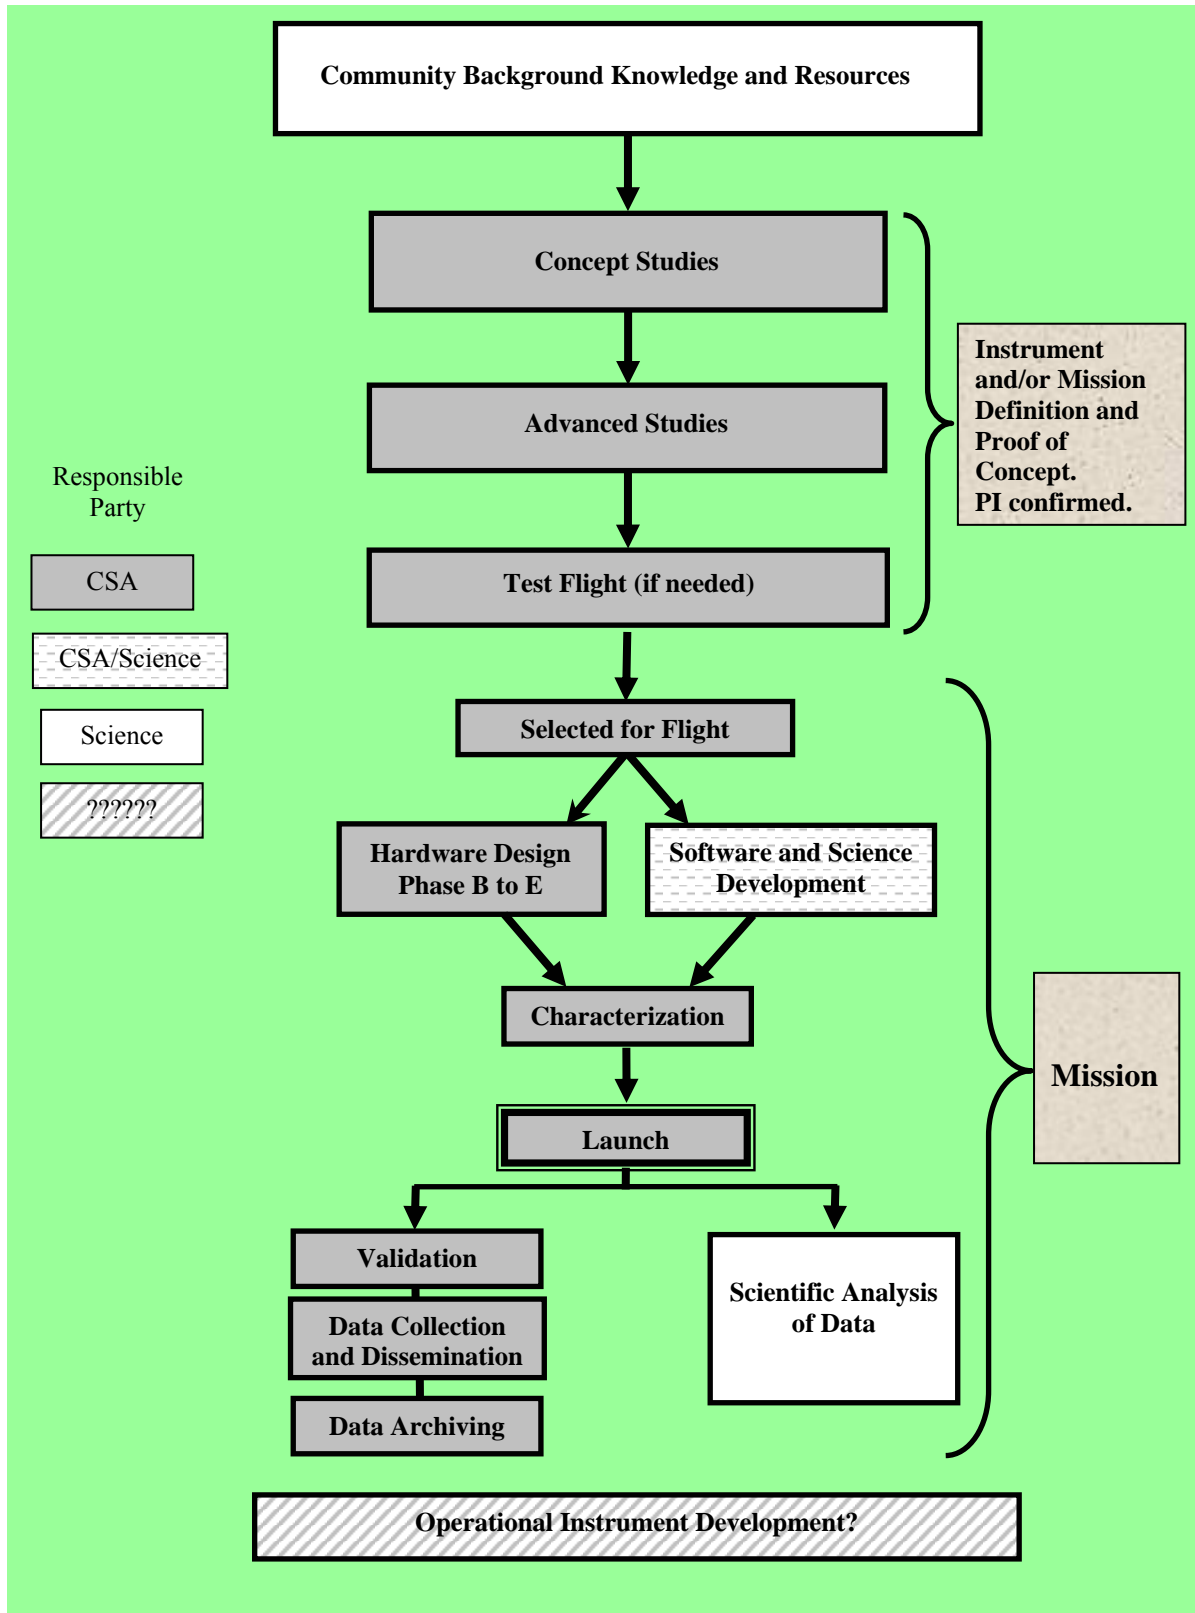 Community Background Knowledge and Resources
Concept Studies
Instrument
and/or Mission
Definition and
Proof of
Concept.
PI confirmed.
Advanced Studies
Responsible
Party
CSA
CSA/Science
Science
??????
Test Flight (if needed)
Selected for Flight
Hardware Design
Phase B to E
Software and Science
Development
Characterization
Mission
Launch
Validation
Data Collection
and Dissemination
Data Archiving
Scientific Analysis
of Data
Operational Instrument Development?